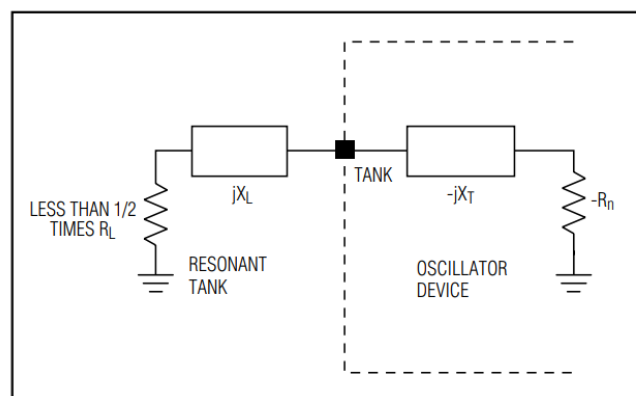 jXL
TANK
-jXT
-Rn
LESS THAN 1/2
TIMES RL
RESONANT
TANK
OSCILLATOR
DEVICE